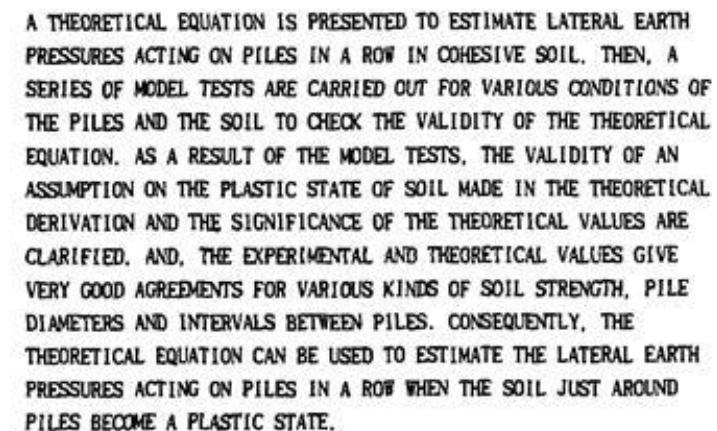 A THEORETICAL EQUATION IS PRESENTED TO ESTIMATE LATERAL EARTH
PRESSURES ACTING ON PILES IN A ROW IN COHESIVE SOIL. THEN, A
SERIES OF MODEL TESTS ARE CARRIED OUT FOR VARIOUS CONDITIONS OF
THE PILES AND THE SOIL TO CHECK THE VALIDITY OF THE THEORETICAL
EQUATION. AS A RESULT OF THE MODEL TESTS, THE VALIDITY OF AN
ASSUMPTION ON THE PLASTIC STATE OF SOIL MADE IN THE THEORETICAL
DERIVATION AND THE SIGNIFICANCE OF THE THEORETICAL VALUES ARE
CLARIFIED. AND, THE EXPERIMENTAL AND THEORETICAL VALUES GIVE
VERY GOOD AGREEMENTS FOR VARIOUS KINDS OF SOIL STRENGTH, PILE
DIAMETERS AND INTERVALS BETWEEN PILES. CONSEQUENTLY, THE
THEORETICAL EQUATION CAN BE USED TO ESTIMATE THE LATERAL EARTH
PRESSURES ACTING ON PILES IN A ROW WHEN THE SOIL JUST AROUND
PILES BECOME A PLASTIC STATE.